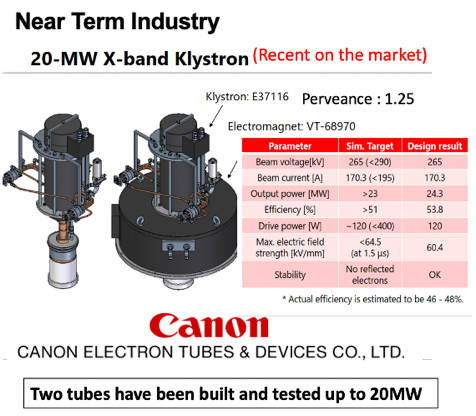 Near Term Industry
20-MW X-band Klystron (Recent on the market)
Klystron: E37116 Perveance : 1.25
Electromagnet: VT-68970
Parameter Sim. Target Design result
Beam voltage[kV] 265 (<290) 265
Beam current [A] 170.3 (<195) 170.3
Output power [MW] >23 24.3
Efficiency [%] >51 53.8
Drive power [W] ~120 (<400) 120
Max. electric field strength [kV/mm] <64.5 (at 1.5 μs) 60.4
Stability No reflected electrons OK
* Actual efficiency is estimated to be 46 - 48%.
Canon
CANON ELECTRON TUBES & DEVICES CO., LTD.
Two tubes have been built and tested up to 20MW